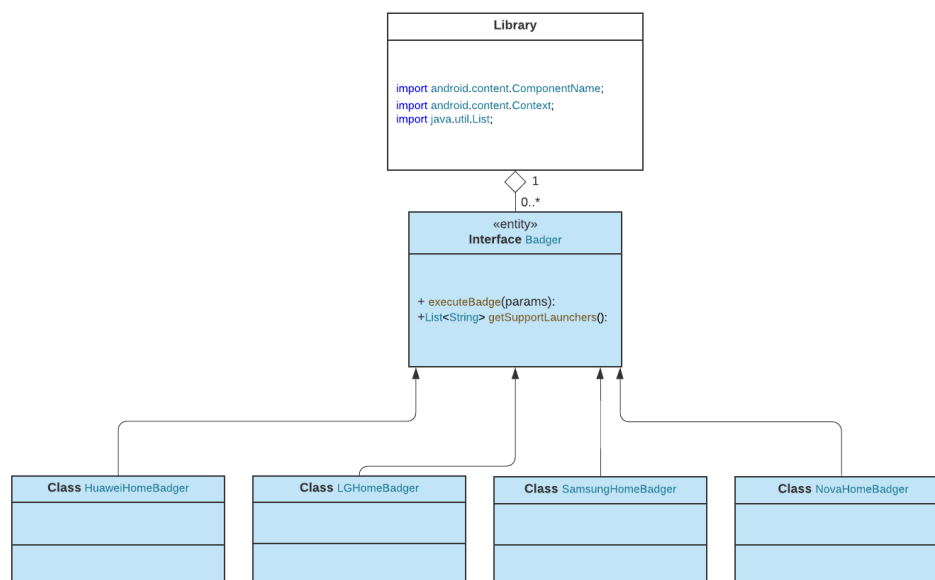 Library
import android.content.ComponentName;
import android.content.Context;
import java.util.List;
1
0..*
«entity»
Interface Badger
+ executeBadge(params):
+List<String> getSupportLaunchers():
Class HuaweiHomeBadger
Class LGHomeBadger
Class SamsungHomeBadger
Class NovaHomeBadger